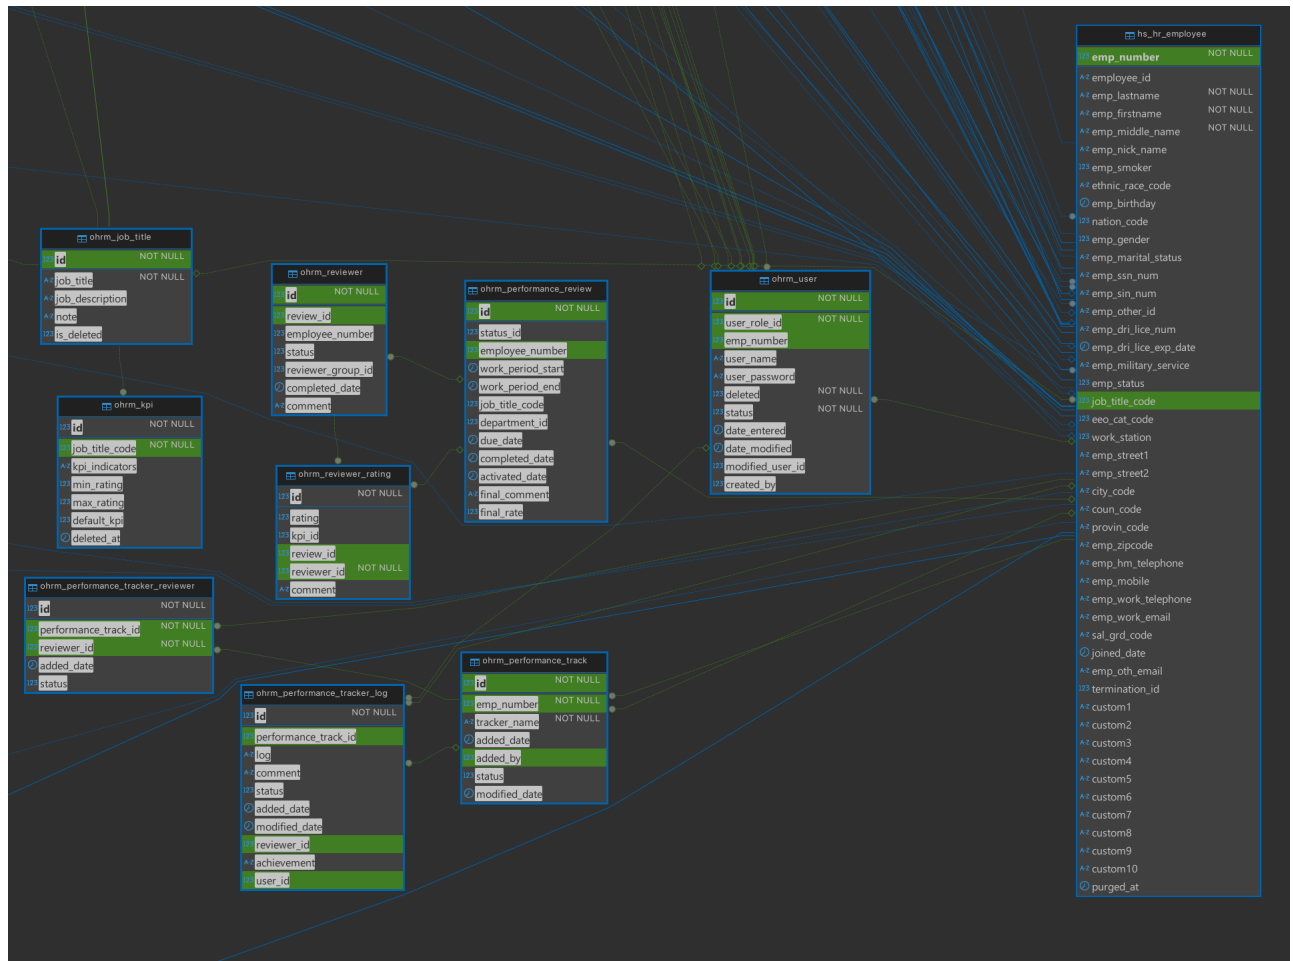 hs_hr_employee
emp_number NOT NULL
employee_id
emp_lastname NOT NULL
emp_firstname NOT NULL
emp_middle_name NOT NULL
emp_nick_name
emp_smoker
ethnic_race_code
emp_birthday
nation_code
emp_gender
emp_marital_status
emp_ssn_num
emp_sin_num
emp_other_id
emp_dri_lice_num
emp_dri_lice_exp_date
emp_military_service
emp_status
job_title_code
eeo_cat_code
work_station
emp_street1
emp_street2
city_code
coun_code
provin_code
emp_zipcode
emp_hm_telephone
emp_mobile
emp_work_telephone
emp_work_email
sal_grd_code
joined_date
emp_oth_email
termination_id
custom1
custom2
custom3
custom4
custom5
custom6
custom7
custom8
custom9
custom10
purged_at
ohrm_job_title
id NOT NULL
job_title NOT NULL
job_description
note
is_deleted
ohrm_reviewer
id NOT NULL
review_id
employee_number
status
reviewer_group_id
completed_date
comment
ohrm_performance_review
id NOT NULL
status_id
employee_number
work_period_start
work_period_end
job_title_code
department_id
due_date
completed_date
activated_date
final_comment
final_rate
ohrm_user
id NOT NULL
user_role_id NOT NULL
emp_number
user_name
user_password
deleted NOT NULL
status NOT NULL
date_entered
date_modified
modified_user_id
created_by
ohrm_kpi
id NOT NULL
job_title_code NOT NULL
kpi_indicators
min_rating
max_rating
default_kpi
deleted_at
ohrm_reviewer_rating
id NOT NULL
rating
kpi_id
review_id
reviewer_id NOT NULL
comment
ohrm_performance_tracker_reviewer
id NOT NULL
performance_track_id NOT NULL
reviewer_id NOT NULL
added_date
status
ohrm_performance_tracker_log
id NOT NULL
performance_track_id
log
comment
status
added_date
modified_date
reviewer_id
achievement
user_id
ohrm_performance_track
id NOT NULL
emp_number NOT NULL
tracker_name NOT NULL
added_date
added_by
status
modified_date